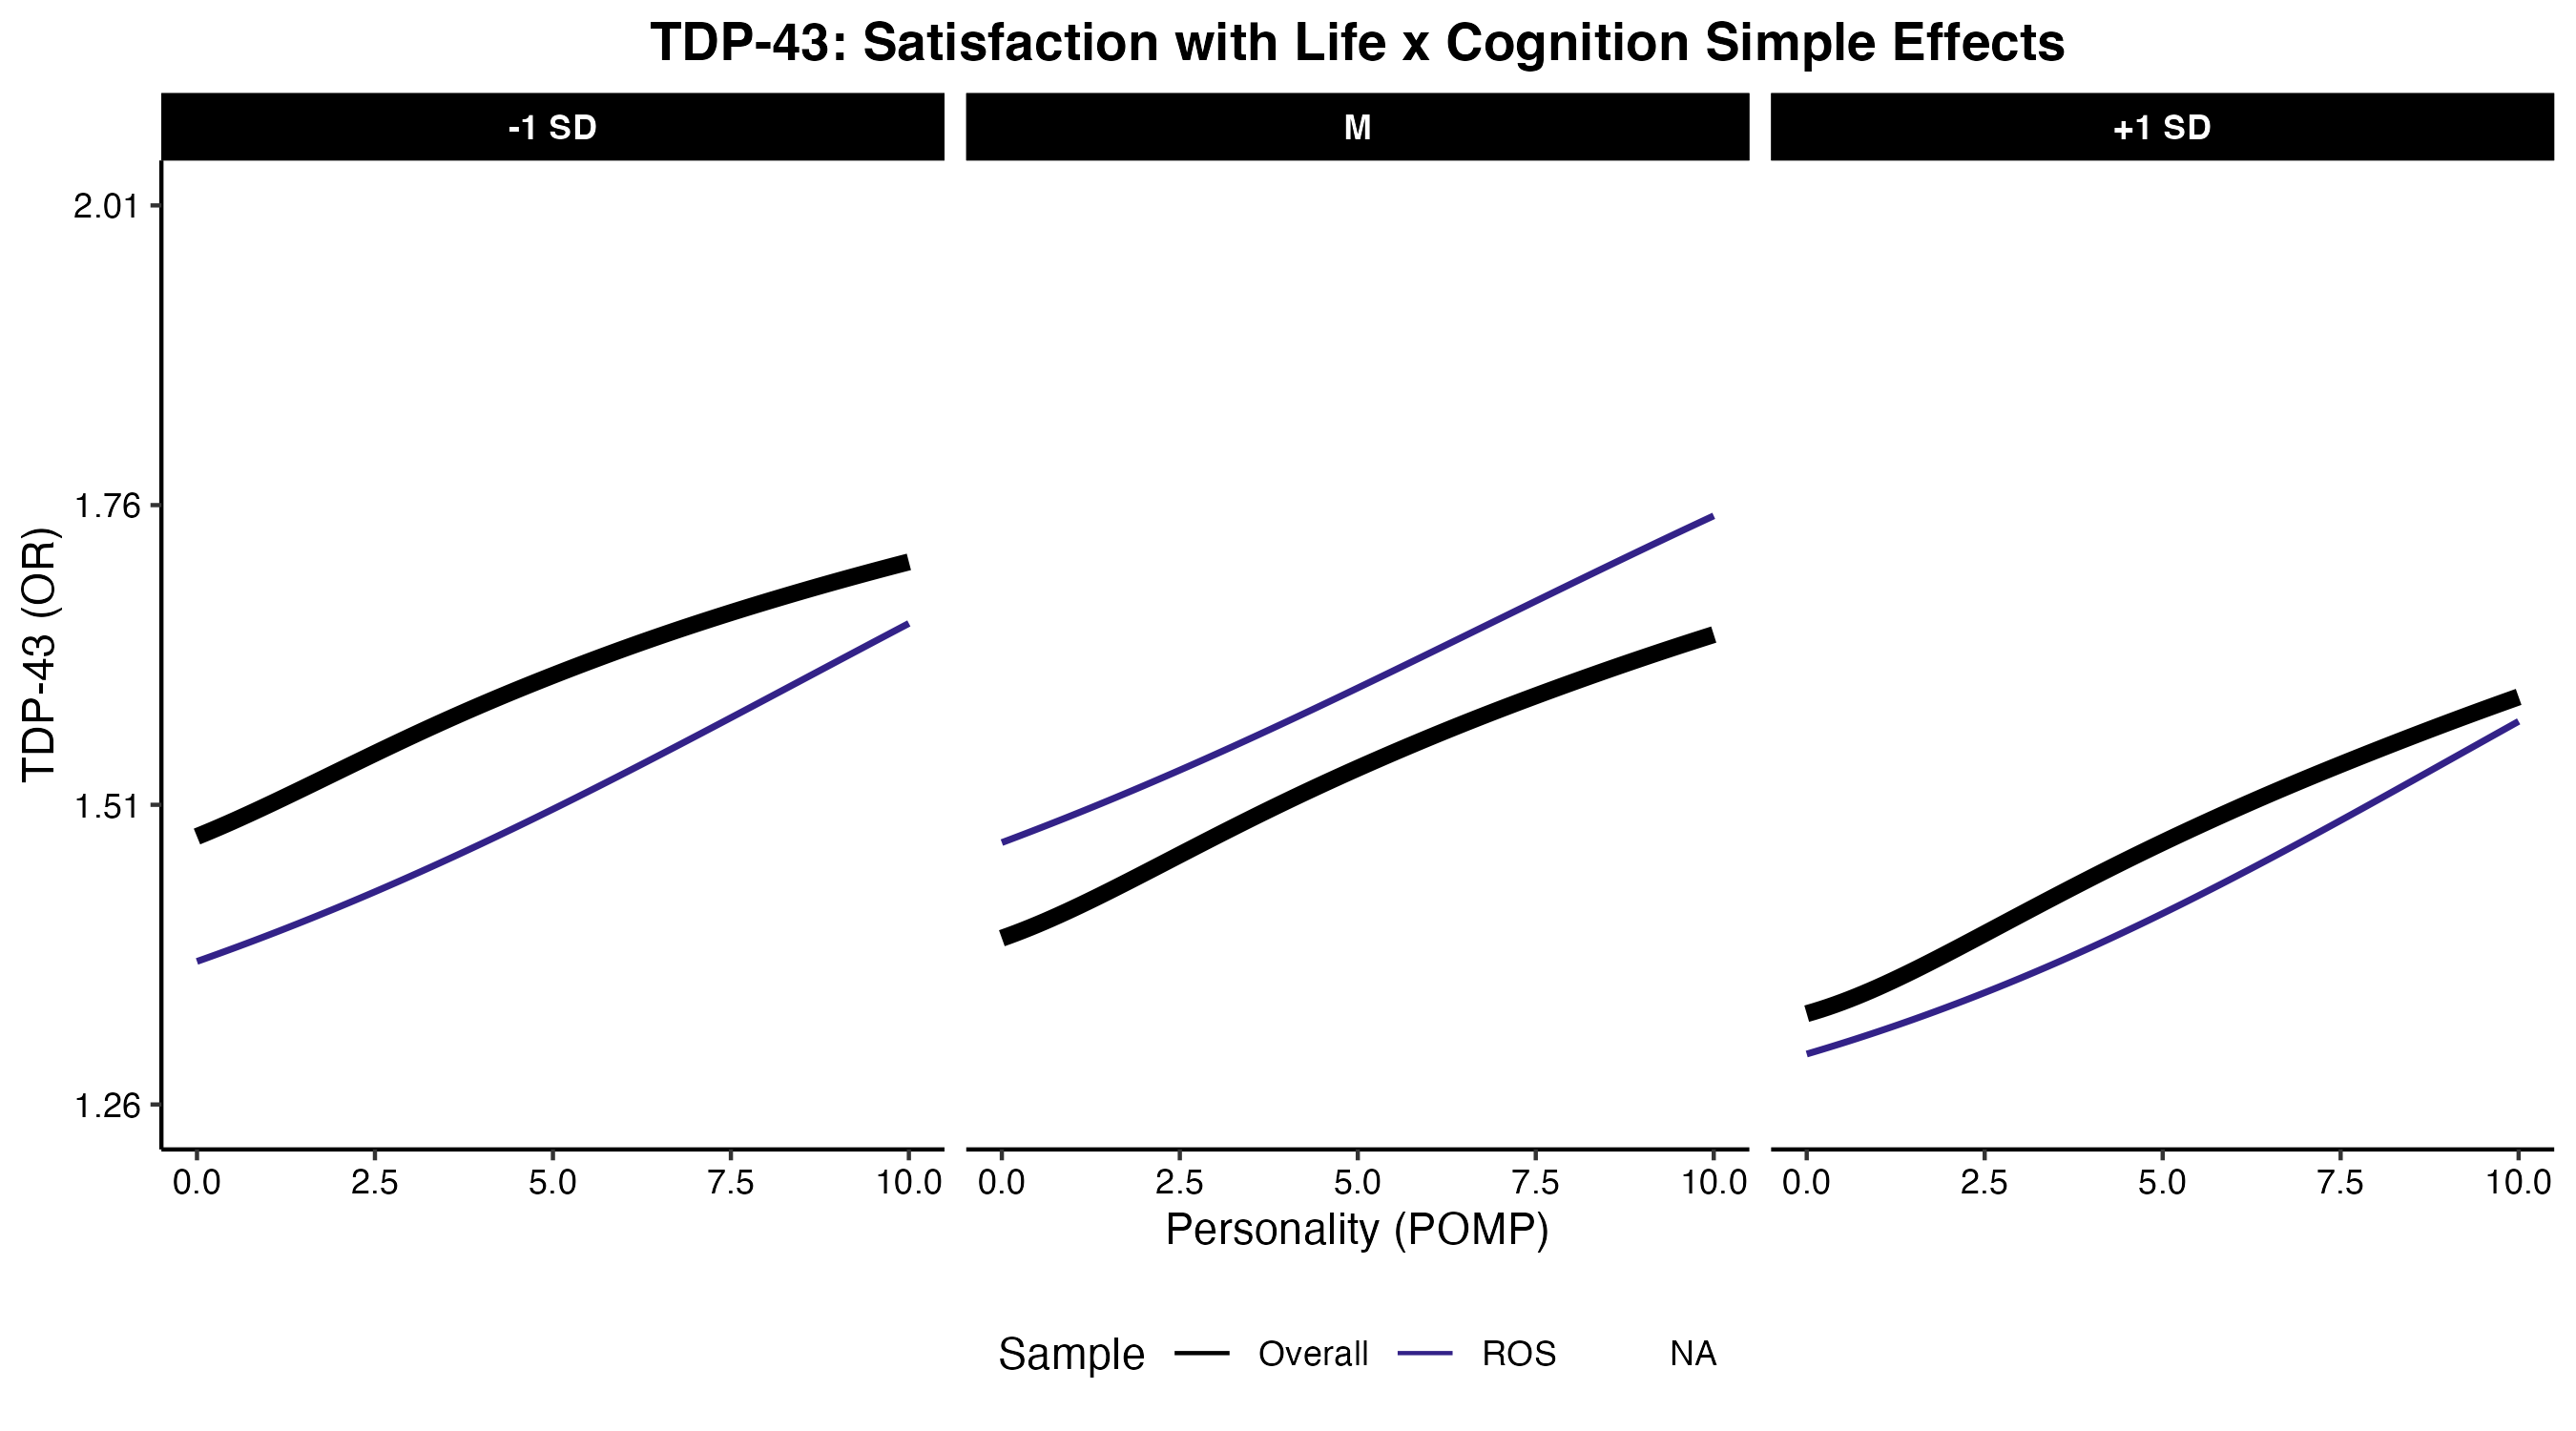 TDP-43: Satisfaction with Life x Cognition Simple Effects
-1 SD M +1 SD
2.01
1.76
1.51
1.26
TDP-43 (OR)
0.0 2.5 5.0 7.5 10.0 0.0 2.5 5.0 7.5 10.0 0.0 2.5 5.0 7.5 10.0
Personality (POMP)
Sample Overall ROS NA